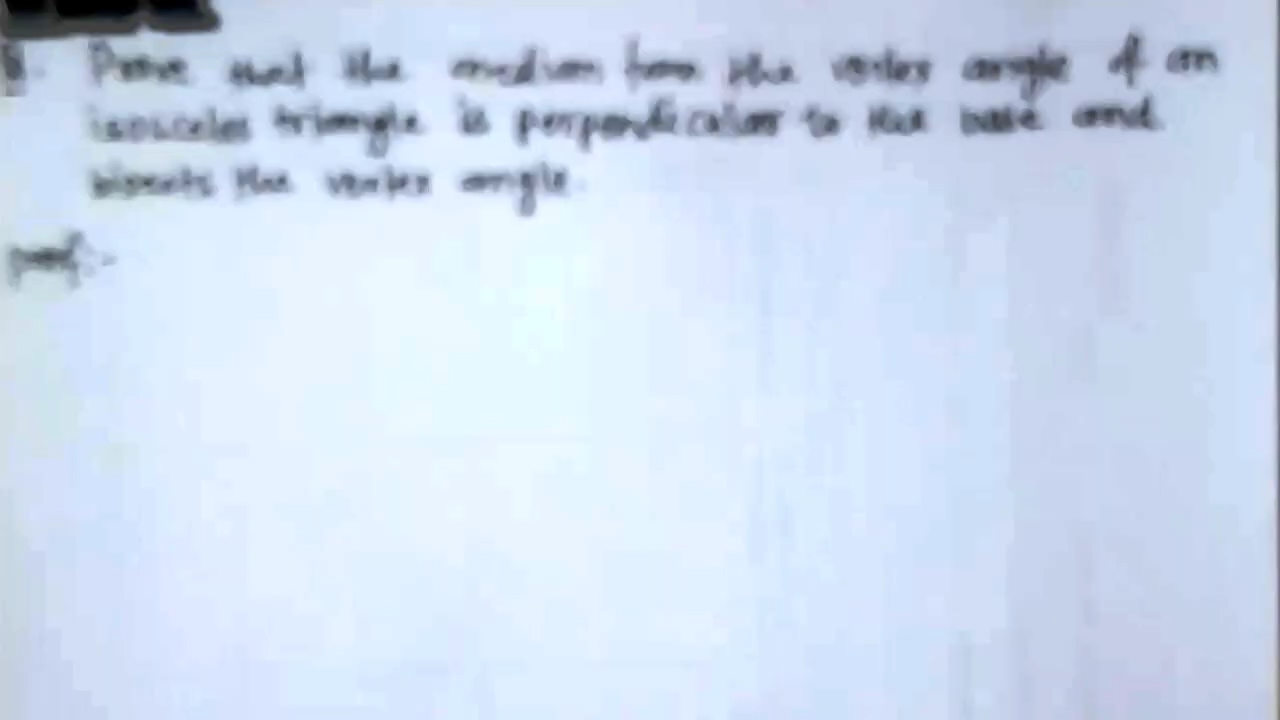 Prove that the median from the vertex angle of an
isosceles triangle is perpendicular to the base and
bisects the vertex angle.
proof:-